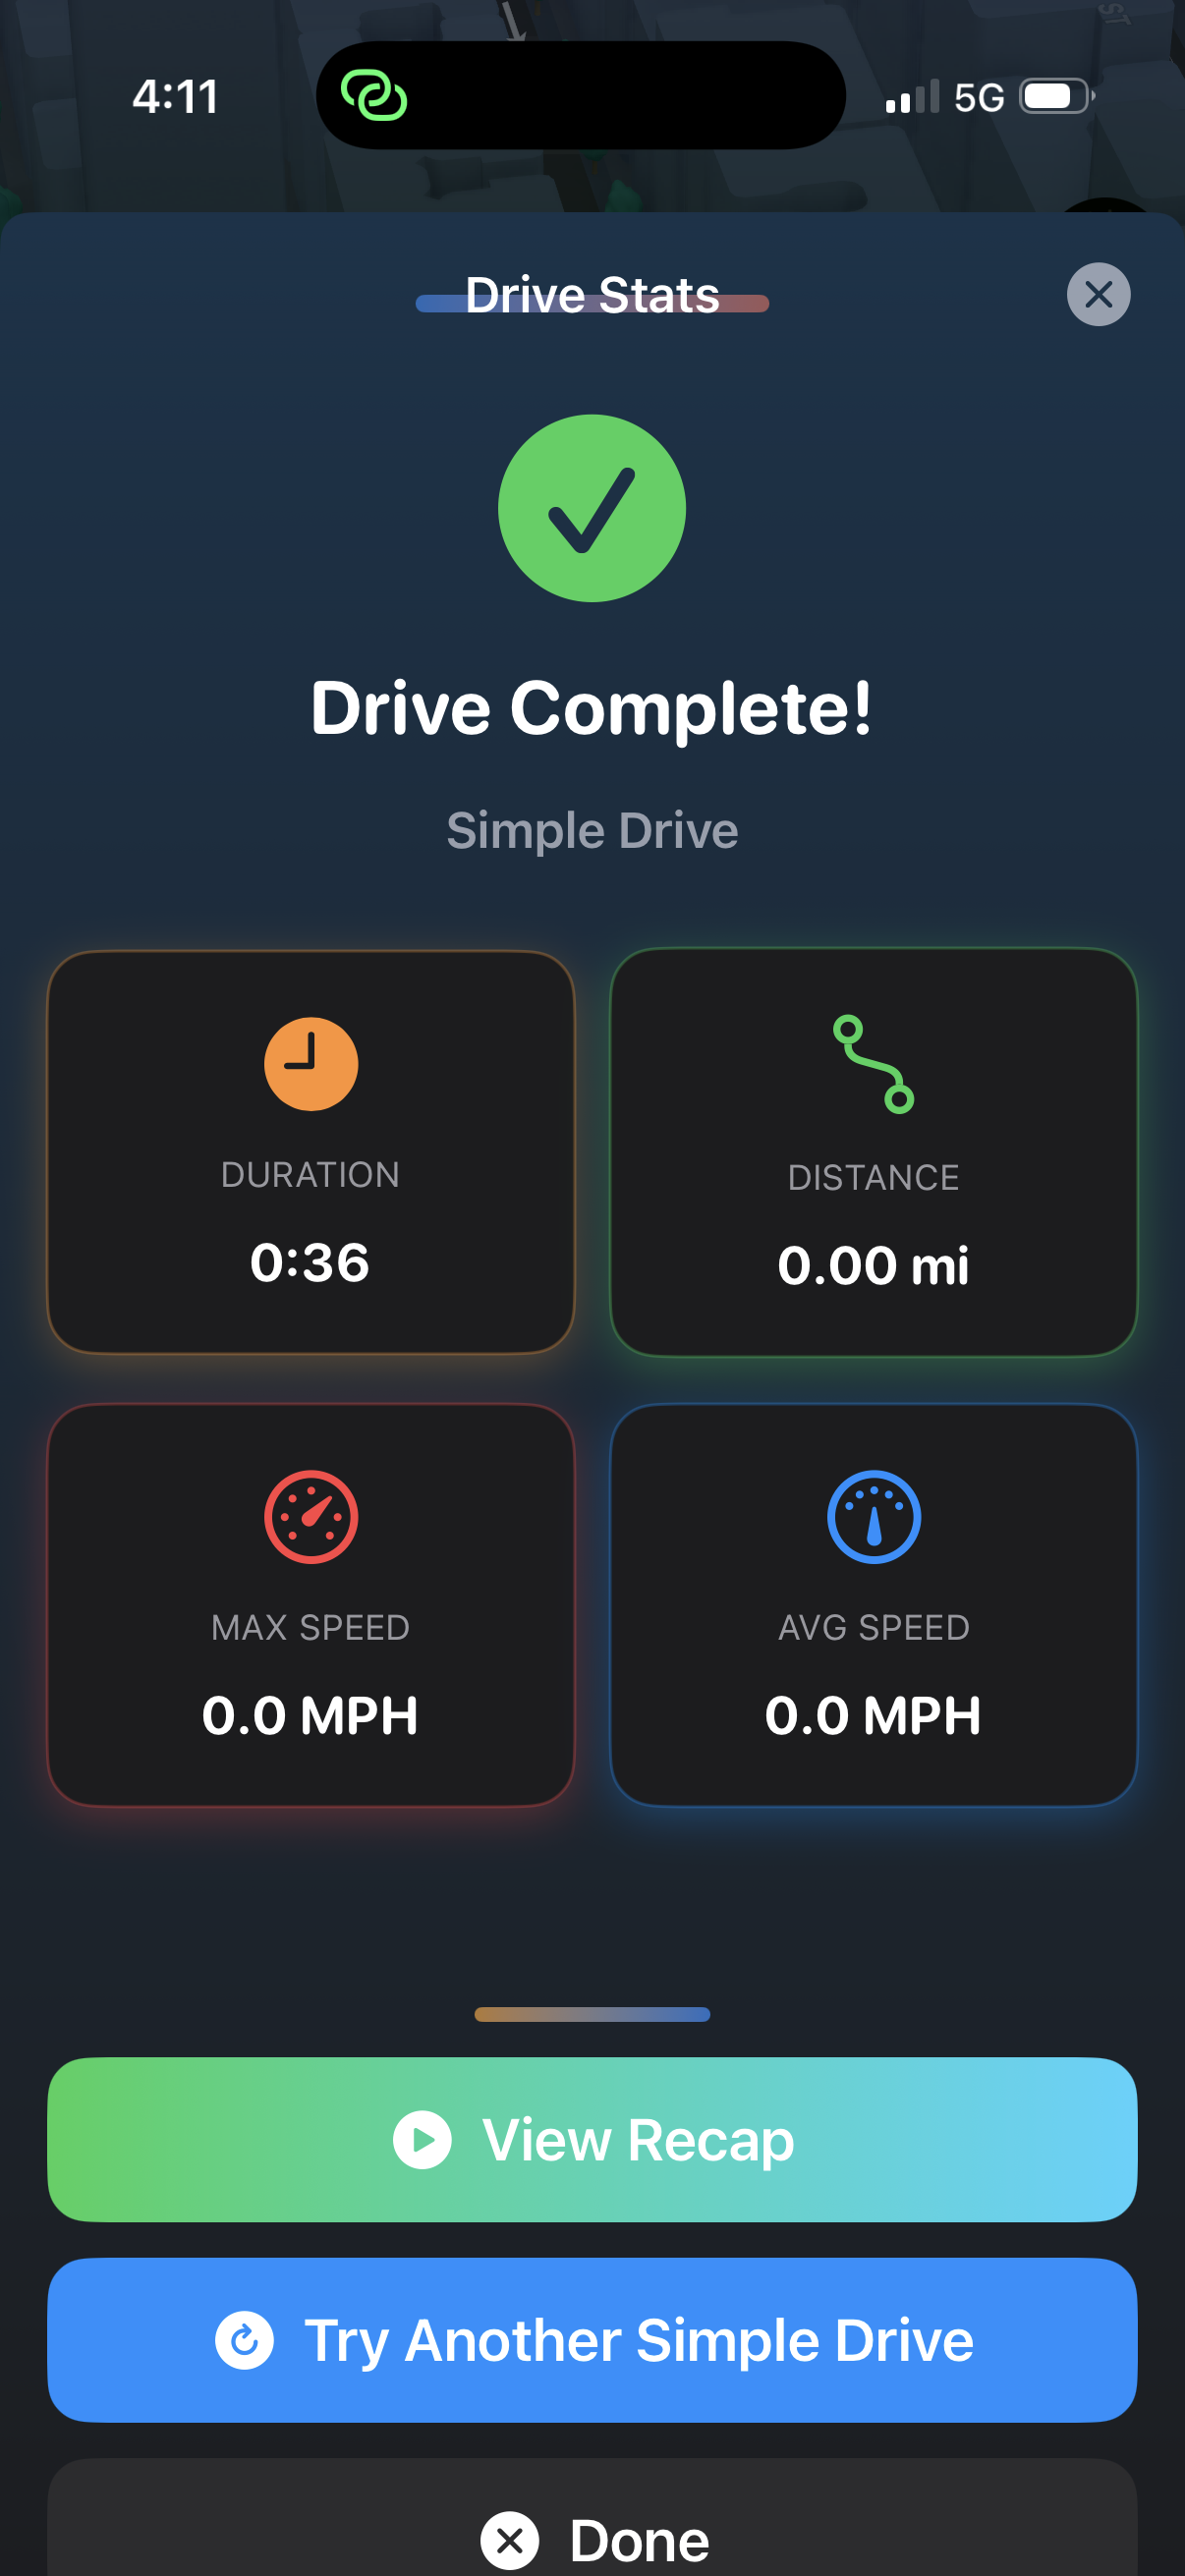 ST
4:11
5G
Drive Stats
Drive Complete!
Simple Drive
DURATION
0:36
DISTANCE
0.00 mi
MAX SPEED
0.0 MPH
AVG SPEED
0.0 MPH
View Recap
Try Another Simple Drive
Done